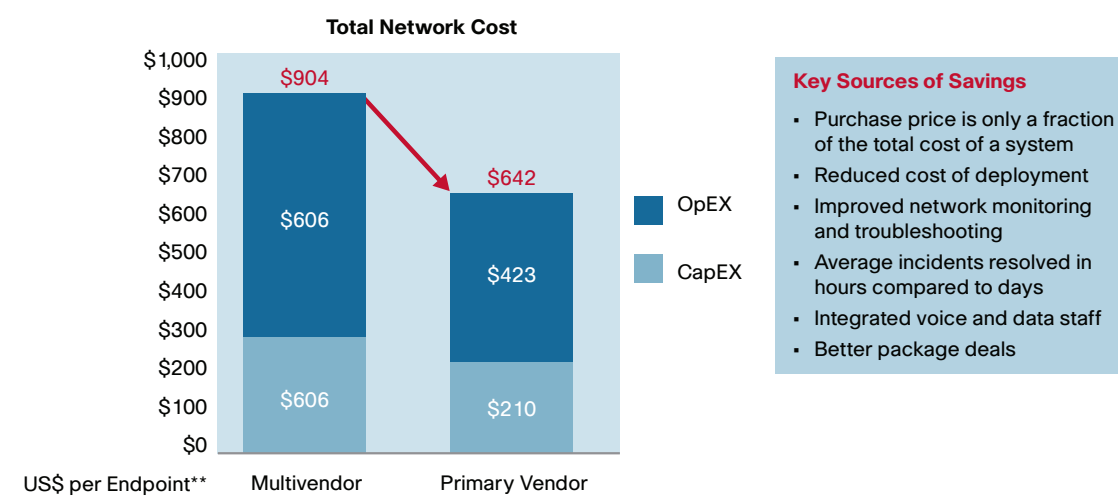 Total Network Cost
$1,000
$900
$800
$700
$600
$500
$400
$300
$200
$100
$0
$904
$606
$606
$642
$423
$210
US$ per Endpoint**
Multivendor
Primary Vendor
OpEX
CapEX
Key Sources of Savings
▪ Purchase price is only a fraction
of the total cost of a system
▪ Reduced cost of deployment
▪ Improved network monitoring
and troubleshooting
▪ Average incidents resolved in
hours compared to days
▪ Integrated voice and data staff
▪ Better package deals